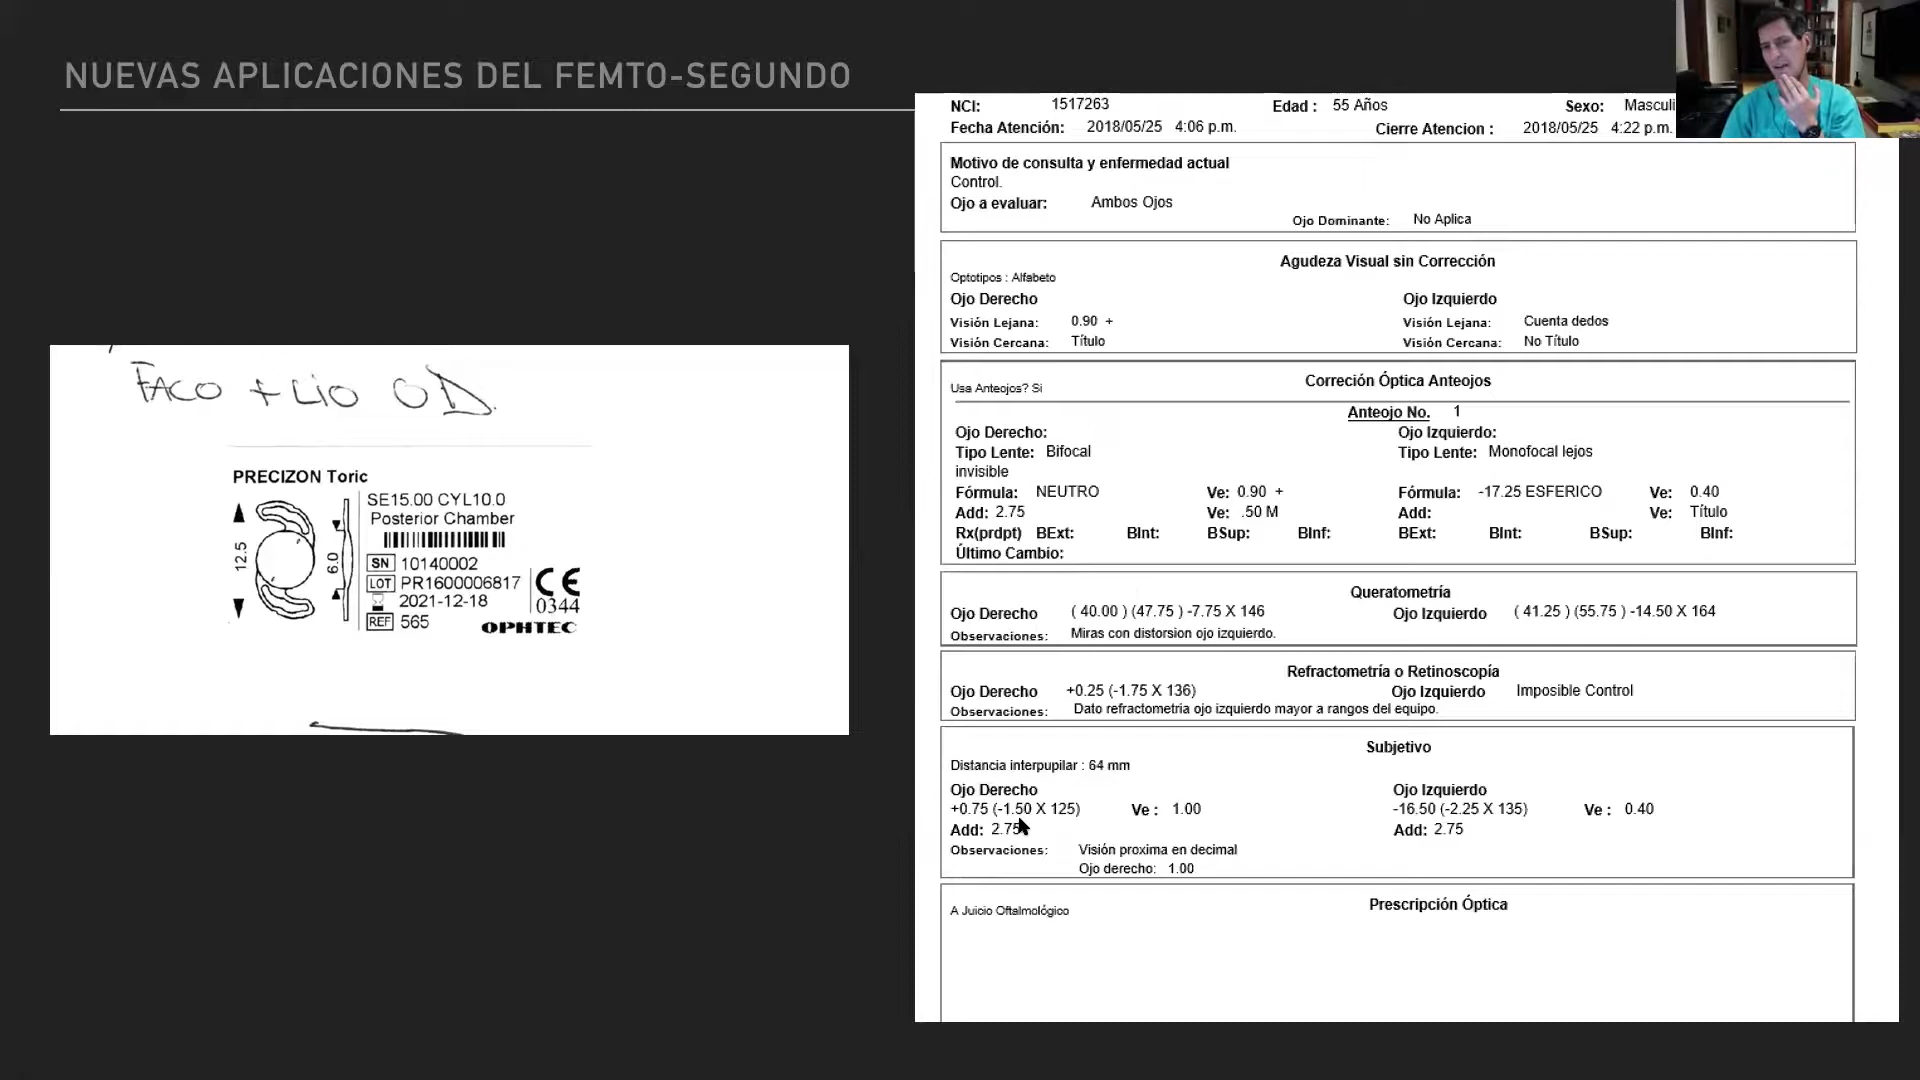 NUEVAS APLICACIONES DEL FEMTO-SEGUNDO
FACO + LIO OD.
PRECIZON Toric
SE15.00 CYL10.0
Posterior Chamber
12.5
6.0
SN 10140002
LOT PR1600006817
2021-12-18
REF 565
CE
0344
OPHTEC
NCI: 1517263 Edad : 55 Años Sexo: Masculi
Fecha Atención: 2018/05/25 4:06 p.m. Cierre Atencion : 2018/05/25 4:22 p.m.
Motivo de consulta y enfermedad actual
Control.
Ojo a evaluar: Ambos Ojos
Ojo Dominante: No Aplica
Agudeza Visual sin Corrección
Optotipos : Alfabeto
Ojo Derecho Ojo Izquierdo
Visión Lejana: 0.90 + Visión Lejana: Cuenta dedos
Visión Cercana: Título Visión Cercana: No Título
Correción Óptica Anteojos
Usa Anteojos? Si
Anteojo No. 1
Ojo Derecho: Ojo Izquierdo:
Tipo Lente: Bifocal Tipo Lente: Monofocal lejos
invisible
Fórmula: NEUTRO Ve: 0.90 + Fórmula: -17.25 ESFERICO Ve: 0.40
Add: 2.75 Ve: .50 M Add: Ve: Título
Rx(prdpt) BExt: BInt: BSup: BInf: BExt: BInt: BSup: BInf:
Último Cambio:
Queratometría
Ojo Derecho ( 40.00 ) (47.75 ) -7.75 X 146 Ojo Izquierdo ( 41.25 ) (55.75 ) -14.50 X 164
Observaciones: Miras con distorsion ojo izquierdo.
Refractometría o Retinoscopía
Ojo Derecho +0.25 (-1.75 X 136) Ojo Izquierdo Imposible Control
Observaciones: Dato refractometria ojo izquierdo mayor a rangos del equipo.
Subjetivo
Distancia interpupilar : 64 mm
Ojo Derecho Ojo Izquierdo
+0.75 (-1.50 X 125) Ve : 1.00 -16.50 (-2.25 X 135) Ve : 0.40
Add: 2.75 Add: 2.75
Observaciones: Visión proxima en decimal
Ojo derecho: 1.00
Prescripción Óptica
A Juicio Oftalmológico